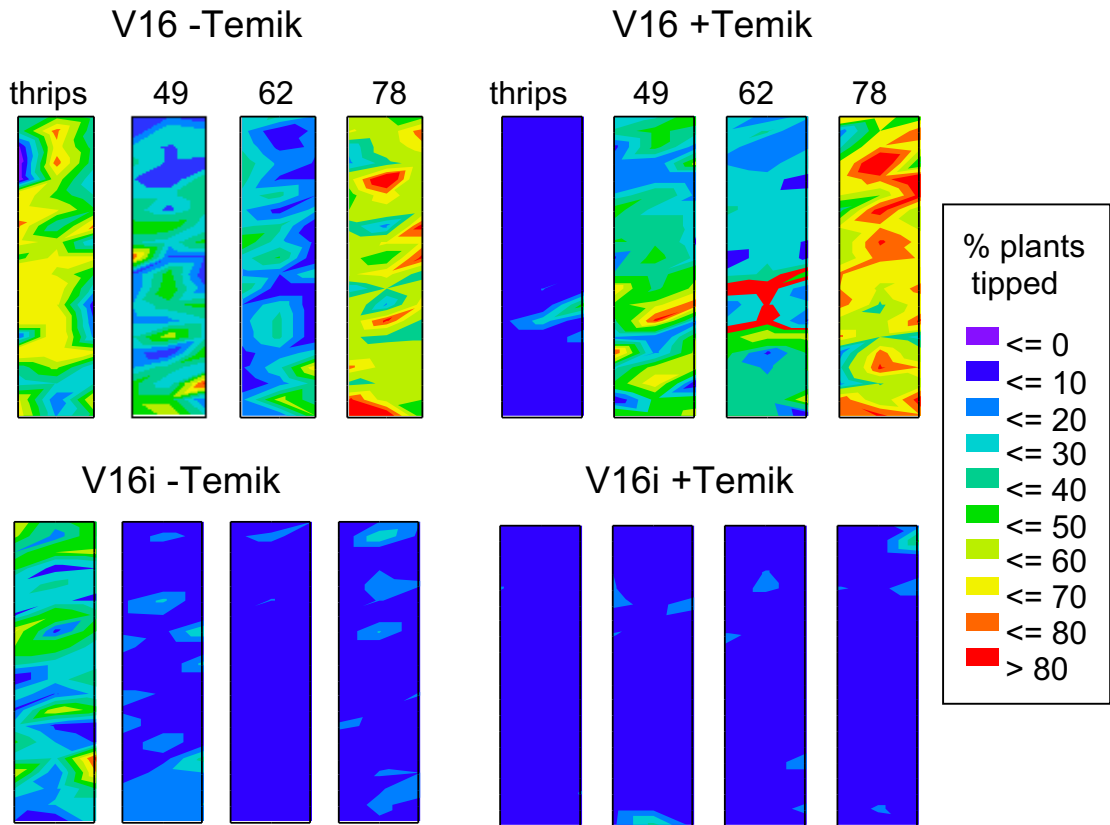 V16 -Temik
V16 +Temik
thrips 49 62 78
thrips 49 62 78
% plants
tipped
<= 0
<= 10
<= 20
<= 30
<= 40
<= 50
<= 60
<= 70
<= 80
> 80
V16i -Temik
V16i +Temik